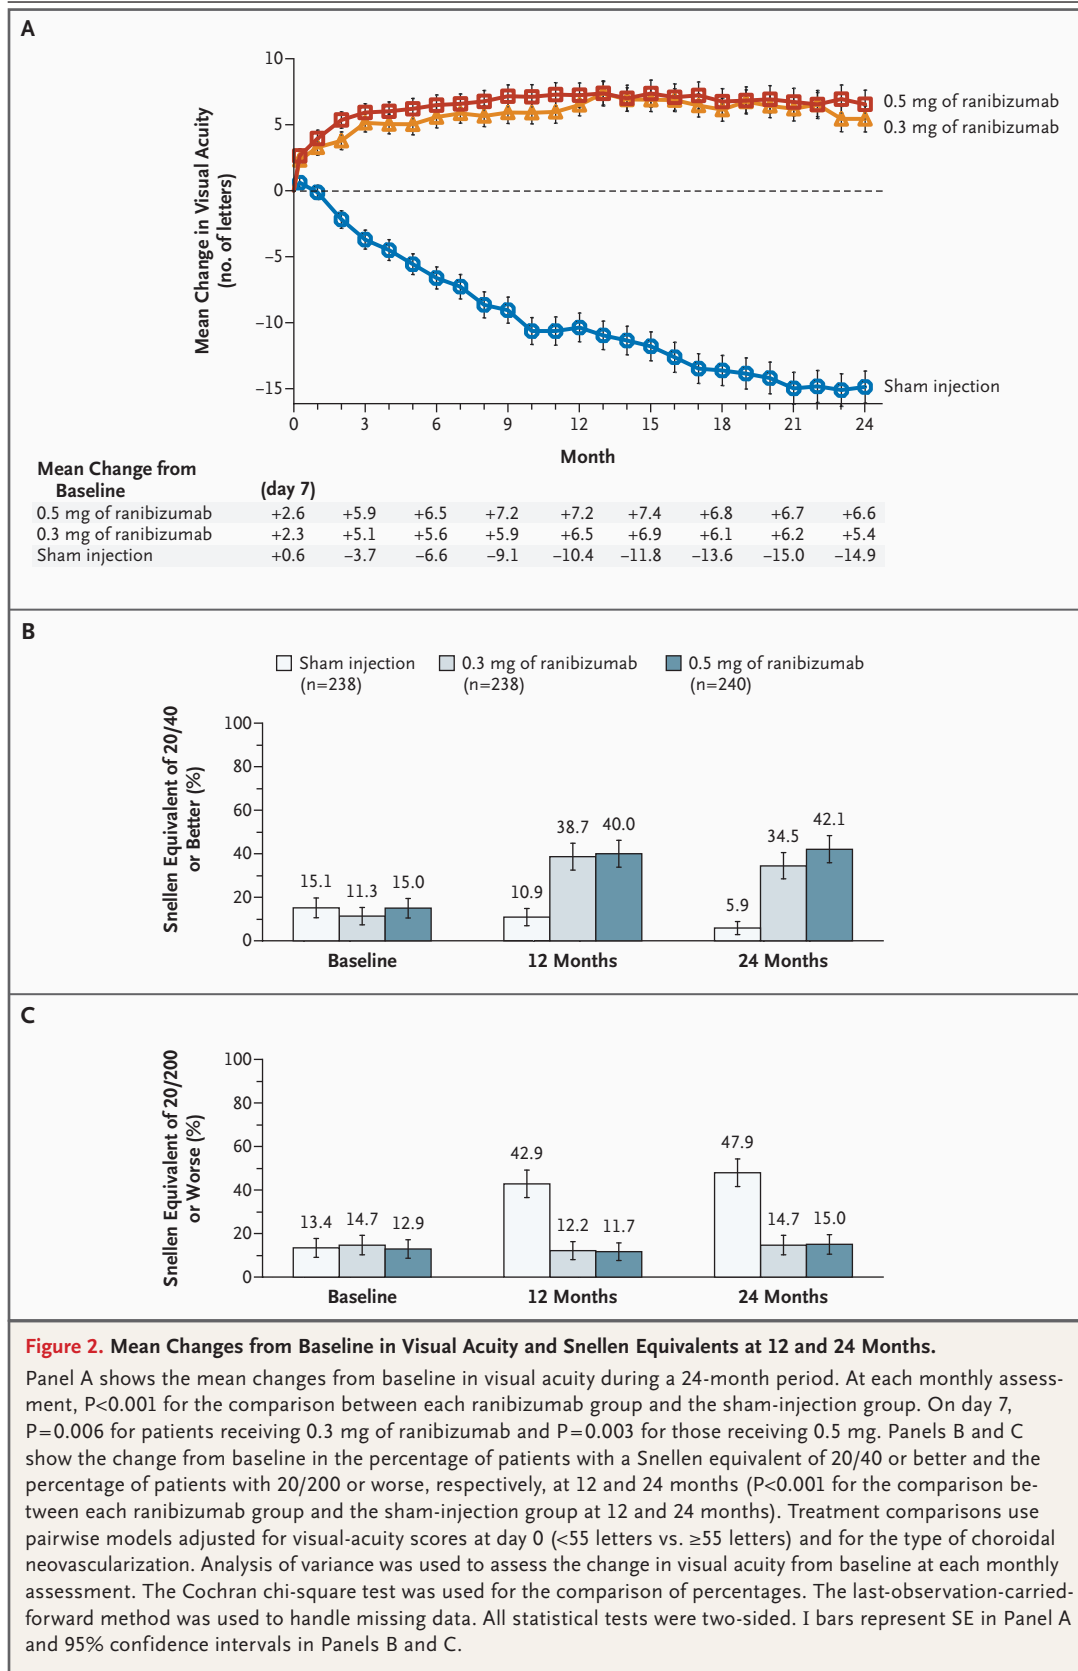 A
10
5
0
−5
−10
−15
Mean Change in Visual Acuity
(no. of letters)
0.5 mg of ranibizumab
0.3 mg of ranibizumab
Sham injection
0 3 6 9 12 15 18 21 24
Month
Mean Change from
Baseline (day 7)
0.5 mg of ranibizumab +2.6 +5.9 +6.5 +7.2 +7.2 +7.4 +6.8 +6.7 +6.6
0.3 mg of ranibizumab +2.3 +5.1 +5.6 +5.9 +6.5 +6.9 +6.1 +6.2 +5.4
Sham injection +0.6 −3.7 −6.6 −9.1 −10.4 −11.8 −13.6 −15.0 −14.9
B
Sham injection 0.3 mg of ranibizumab 0.5 mg of ranibizumab
(n=238) (n=238) (n=240)
Snellen Equivalent of 20/40
or Better (%)
100
80
60
40
20
0
15.1 11.3 15.0
10.9 38.7 40.0
5.9 34.5 42.1
Baseline 12 Months 24 Months
C
Snellen Equivalent of 20/200
or Worse (%)
100
80
60
40
20
0
13.4 14.7 12.9
42.9 12.2 11.7
47.9 14.7 15.0
Baseline 12 Months 24 Months
Figure 2. Mean Changes from Baseline in Visual Acuity and Snellen Equivalents at 12 and 24 Months.
Panel A shows the mean changes from baseline in visual acuity during a 24-month period. At each monthly assess-
ment, P<0.001 for the comparison between each ranibizumab group and the sham-injection group. On day 7,
P=0.006 for patients receiving 0.3 mg of ranibizumab and P=0.003 for those receiving 0.5 mg. Panels B and C
show the change from baseline in the percentage of patients with a Snellen equivalent of 20/40 or better and the
percentage of patients with 20/200 or worse, respectively, at 12 and 24 months (P<0.001 for the comparison be-
tween each ranibizumab group and the sham-injection group at 12 and 24 months). Treatment comparisons use
pairwise models adjusted for visual-acuity scores at day 0 (<55 letters vs. ≥55 letters) and for the type of choroidal
neovascularization. Analysis of variance was used to assess the change in visual acuity from baseline at each monthly
assessment. The Cochran chi-square test was used for the comparison of percentages. The last-observation-carried-
forward method was used to handle missing data. All statistical tests were two-sided. I bars represent SE in Panel A
and 95% confidence intervals in Panels B and C.